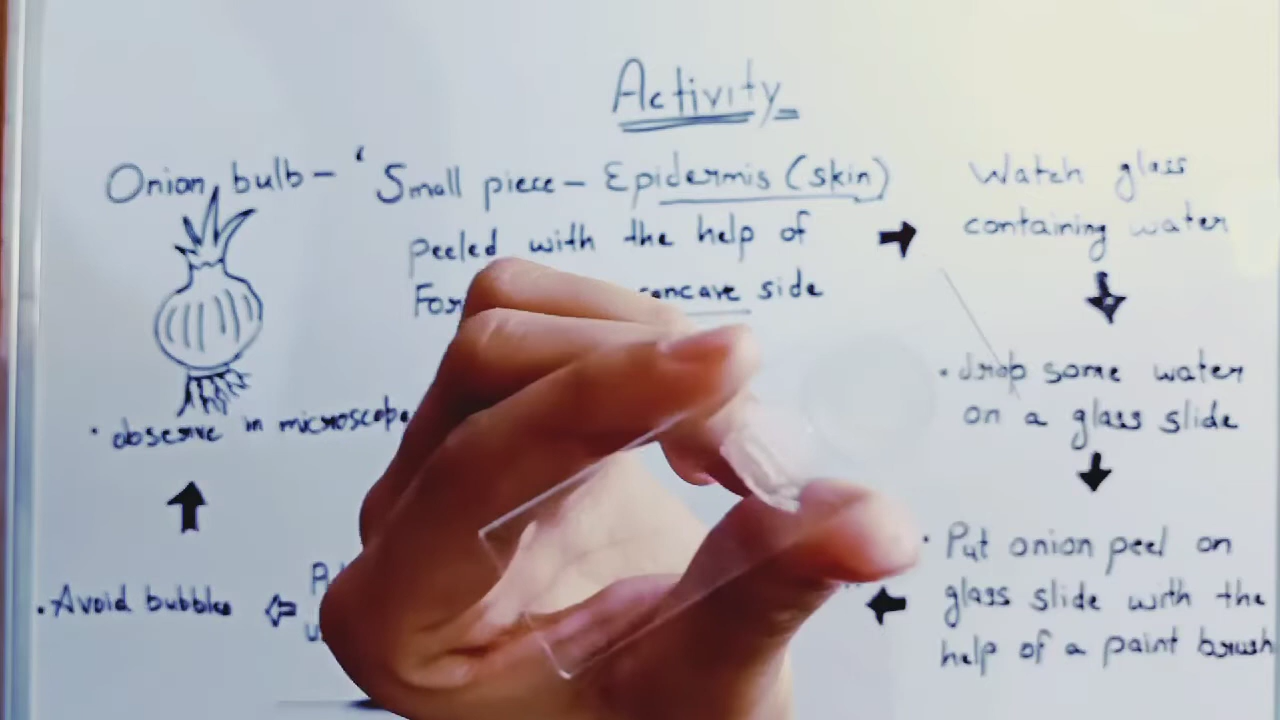 Activity
Onion bulb - ‘ Small piece - Epidermis (skin)
peeled with the help of
For concave side
Watch glass
containing water
• drop some water
on a glass slide
• Put onion peel on
glass slide with the
help of a paint brush
• Avoid bubbles
• observe in microscope